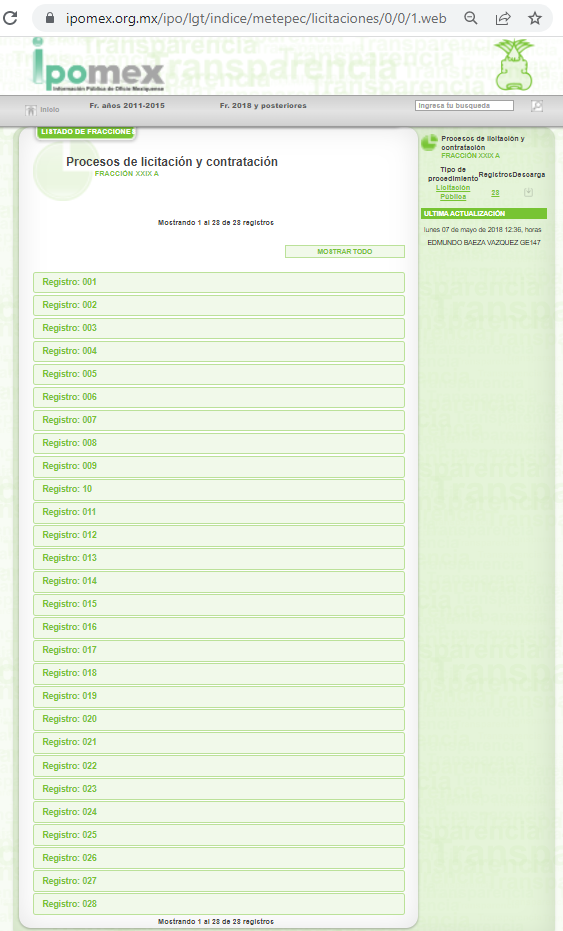 ipomex.org.mx/ipo/lgt/indice/metepec/licitaciones/0/0/1.web
Transparencia
ipomex
Información Pública de Oficio Mexiquense
Inicio
Fr. años 2011-2015
Fr. 2018 y posteriores
Ingresa tu busqueda
LISTADO DE FRACCIONE
Procesos de licitación y contratación
FRACCIÓN XXIX A
Mostrando 1 al 28 de 28 registros
MOSTRAR TODO
Registro: 001
Registro: 002
Registro: 003
Registro: 004
Registro: 005
Registro: 006
Registro: 007
Registro: 008
Registro: 009
Registro: 10
Registro: 011
Registro: 012
Registro: 013
Registro: 014
Registro: 015
Registro: 016
Registro: 017
Registro: 018
Registro: 019
Registro: 020
Registro: 021
Registro: 022
Registro: 023
Registro: 024
Registro: 025
Registro: 026
Registro: 027
Registro: 028
Mostrando 1 al 28 de 28 registros
Procesos de licitación y
contratación
FRACCIÓN XXIX A
Tipo de
procedimiento Registros Descarga
Licitación
Pública 28
ULTIMA ACTUALIZACIÓN
lunes 07 de mayo de 2018 12:36, horas
EDMUNDO BAEZA VAZQUEZ GE147